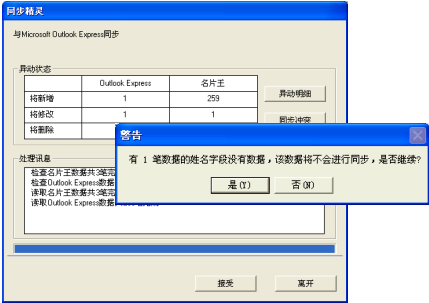 同步精灵
与Microsoft Outlook Express同步
异动状态
Outlook Express 名片王
将新增 1 259
将修改 1 1
将删除
异动明细
同步冲突
警告
有 1 笔数据的姓名字段没有数据，该数据将不会进行同步，是否继续?
是(Y) 否(N)
处理讯息
检查名片王数据共3笔完
检查Outlook Express数据
读取名片王数据共3笔完
读取Outlook Express数据
接受 离开